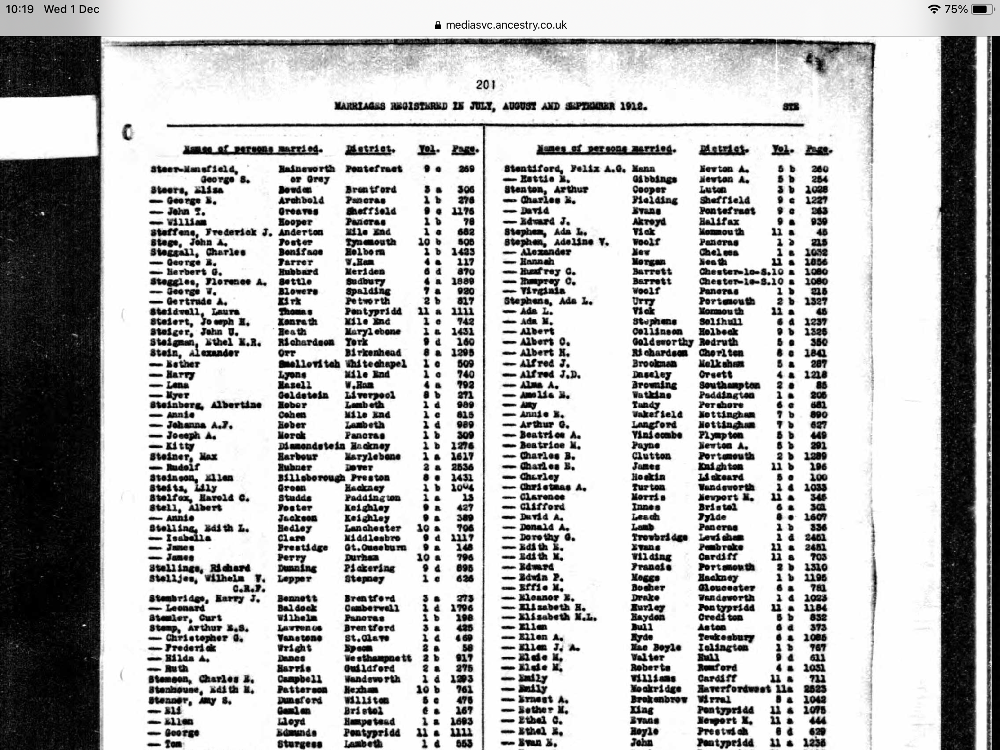 10:19 Wed 1 Dec
75%
mediasvc.ancestry.co.uk
201
MARRIAGES REGISTERED IN JULY, AUGUST AND SEPTEMBER 1912.
STE
Names of persons married. District. Vol. Page.
Steer-Mansfield, Hainsworth Pontefract 9 c 269
George S. or Grey
Steers, Eliza Bowden Brentford 3 a 306
— George E. Archbold Pancras 1 b 276
— John T. Greaves Sheffield 9 c 1176
— William Hooper Pancras 1 b 78
Steffens, Frederick J. Anderton Mile End 1 c 682
Stege, John A. Foster Tynemouth 10 b 505
Steggall, Charles Boniface Holborn 1 b 1423
— George E. Farrer W.Ham 4 a 117
— Herbert G. Hubbard Meriden 6 d 870
Steggles, Florence A. Settle Sudbury 4 a 1889
— George W. Blowers Spalding 7 a 920
— Gertrude A. Kirk Petworth 2 b 817
Steidwell, Laura Thomas Pontypridd 11 a 1111
Steiert, Joseph H. Konrath Mile End 1 c 742
Steiger, John U. Heath Marylebone 1 a 1431
Steigman, Ethel M.R. Richardson York 9 d 160
Stein, Alexander Orr Birkenhead 8 a 1295
— Esther Smellovitch Whitechapel 1 c 509
— Harry Lyons Mile End 1 c 740
— Lena Hasell W.Ham 4 a 792
— Myer Goldstein Liverpool 8 b 271
Steinberg, Albertine Hober Lambeth 1 d 989
— Annie Cohen Mile End 1 c 815
— Johanna A.F. Hober Lambeth 1 d 989
— Joseph A. Morck Pancras 1 b 309
— Kitty Diamondstein Hackney 1 b 1276
Steiner, Max Harbour Marylebone 1 a 1617
— Rudolf Hubner Dover 2 a 2536
Steinson, Ellen Billsborough Preston 8 e 1431
Steitz, Lily Green Hackney 1 b
Stelfox, Harold C. Studds Paddington 1 a 13
Stell, Albert Foster Keighley 9 a 427
— Annie Jackson Keighley 9 a 389
Stelling, Edith L. Hedley Lanchester 10 a 706
— Isabella Clare Middlesbro 9 d 1117
— James Prestidge Gt.Ouseburn 9 a 148
— James Perry Durham 10 a 796
Stellings, Richard Dunning Pickering 9 d 895
Stelljes, Wilhelm V. Lepper Stepney 1 c 626
C.R.F.
Stembridge, Harry J. Bennett Brentford 3 a 273
— Leonard Baldock Camberwell 1 d 1796
Stemler, Curt Wilhelm Pancras 1 b 198
Stemp, Arthur E.S. Lawrence Brentford 3 a 425
— Christopher G. Vanstone St.Olave 1 d 469
— Frederick Wright Epsom 2 a 58
— Hilda A. Dance Westhampnett 2 b 917
— Ruth Harris Guildford 2 a 275
Stemson, Charles E. Campbell Wandsworth 1 d 1293
Stenhouse, Edith M. Patterson Hexham 10 b 761
Stenner, Amy S. Dunsford Williton 5 c 475
— Eli Gamlen Bristol 6 a 167
— Ellen Lloyd Hampstead 1 a 1693
— George Edmunds Pontypridd 11 a 1111
— Tom Sturgess Lambeth 1 d 553
Names of persons married. District. Vol. Page.
Stentiford, Felix A.G. Mann Newton A. 5 b 260
— Hettie E. Gibbings Newton A. 5 b 254
Stenton, Arthur Cooper Luton 3 b 1028
— Charles E. Fielding Sheffield 9 c 1227
— David Evans Pontefract 9 c 263
— Edward J. Akroyd Halifax 9 a 939
Stephem, Ada L. Vick Monmouth 11 a 45
Stephen, Adeline V. Woolf Pancras 1 b 215
— Alexander New Chelsea 1 a 1032
— Hannah Morgan Neath 11 a 1856
— Humfrey C. Barrett Chester-le-S.10 a 1080
— Humprey C. Barrett Chester-le-S.10 a 1080
— Virginia Woolf Pancras 1 b 215
Stephens, Ada L. Urry Portsmouth 2 b 1327
— Ada L. Vick Monmouth 11 a 45
— Ada M. Stephens Solihull 6 d 1237
— Albert Collinson Holbeck 9 b 1325
— Albert C. Goldsworthy Redruth 5 c 350
— Albert H. Richardson Chorlton 8 c 1841
— Alfred J. Brookman Melksham 5 a 287
— Alfred J.D. Daseley Orsett 4 a 1218
— Alma A. Browning Southampton 2 c 85
— Amelia E. Watkins Paddington 1 a 205
— Amy Tandy Pershore 6 c 681
— Annie E. Wakefield Nottingham 7 b 890
— Arthur G. Langford Nottingham 7 b 627
— Beatrice A. Vinicombe Plympton 5 b 449
— Beatrice M. Payne Newton A. 5 b 291
— Charles B. Clutton Portsmouth 2 b 1289
— Charles E. James Knighton 11 b 196
— Charley Hoskin Liskeard 5 c 100
— Christmas A. Turton Wandsworth 1 d 1033
— Clarence Morris Newport M. 11 a 346
— Clifford Innes Bristol 6 a 301
— David A. Leach Fylde 8 e 1607
— Donald A. Lamb Pancras 1 b 336
— Dorothy G. Trowbridge Lewisham 1 d 2451
— Edith E. Evans Pembroke 11 a 2451
— Edith M. Wilding Cardiff 11 a 703
— Edward Francis Portsmouth 2 b 1310
— Edwin P. Meggs Hackney 1 b 1195
— Effie M. Bosher Gloucester 6 a 781
— Eleanor E. Drake Wandsworth 1 d 1023
— Elizabeth H. Hurley Pontypridd 11 a 1184
— Elizabeth M.L. Haydon Crediton 5 b 832
— Ellen Bull Aston 6 d 373
— Ellen A. Hyde Tewkesbury 6 a 1085
— Ellen J. A. Mac Boyle Islington 1 b 767
— Elsie M. Walter Hull 9 d 611
— Elsie M. Roberts Romford 4 a 1031
— Emily Williams Cardiff 11 a 711
— Emily Mockridge Haverfordwest 11a 2523
— Ernest A. Brokenbrow Wirral 8 a 1042
— Esther M. King Pontypridd 11 a 1075
— Ethel C. Evans Newport M. 11 a 444
— Ethel E. Hoyle Prestwich 8 d 629
— Evan E. John Pontypridd 11 a 1236